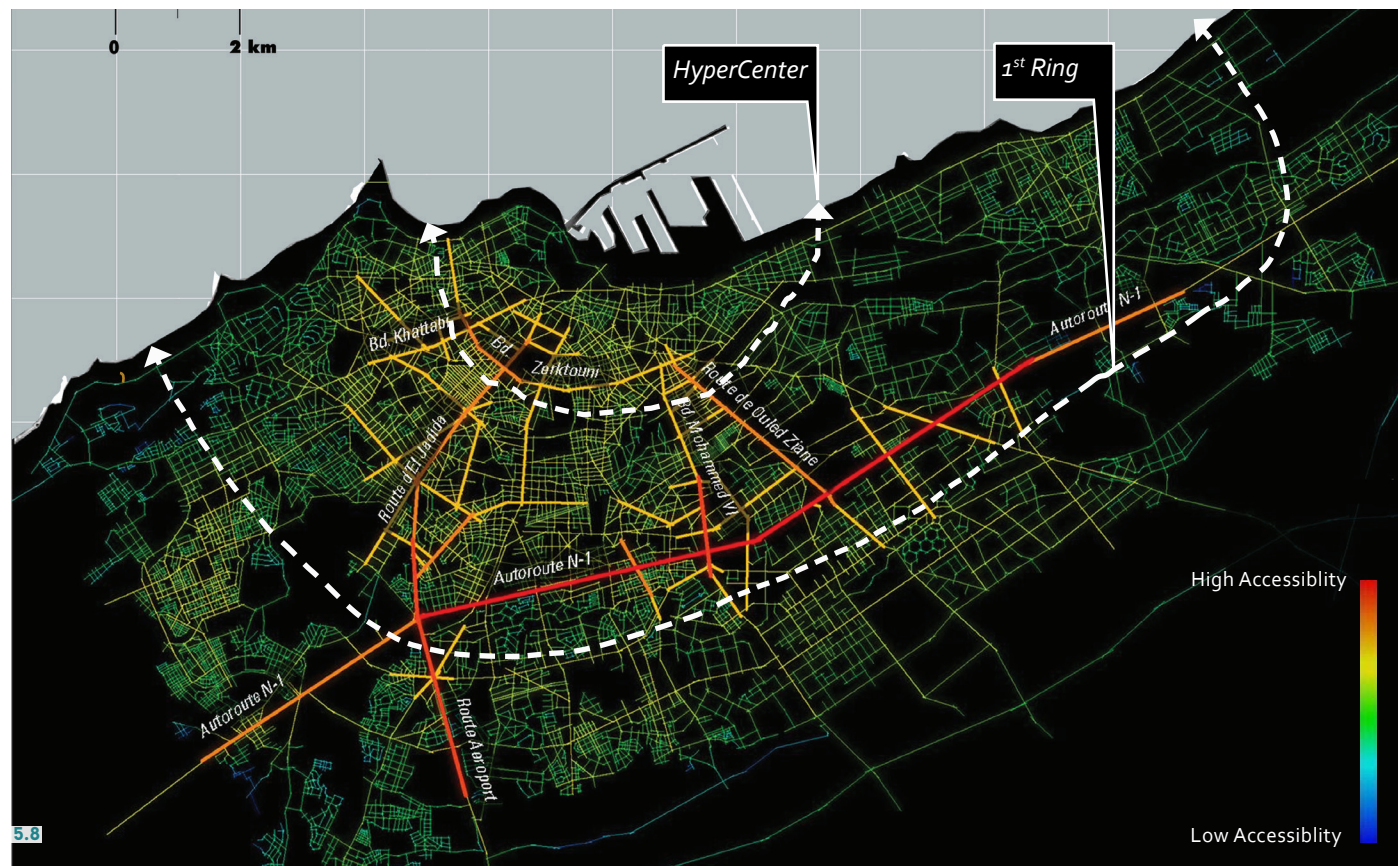 0
2 km
HyperCenter
1st Ring
Autoroute N-1
Bd. Khattabi
Bd.
Zerktouni
Route de Ouled Ziane
Bd. Mohammed VI
Route d'El Jadida
Autoroute N-1
Autoroute N-1
Route Aeroport
High Accessiblity
Low Accessiblity
5.8